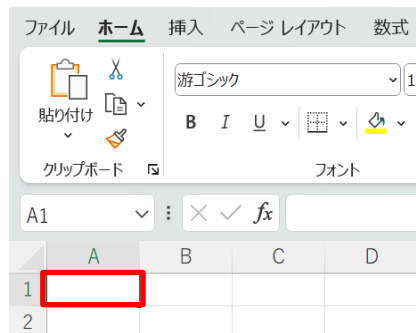 ファイル ホーム 挿入 ページ レイアウト 数式
游ゴシック 1
貼り付け
B I U
クリップボード フォント
A1 fx
A B C D
1
2